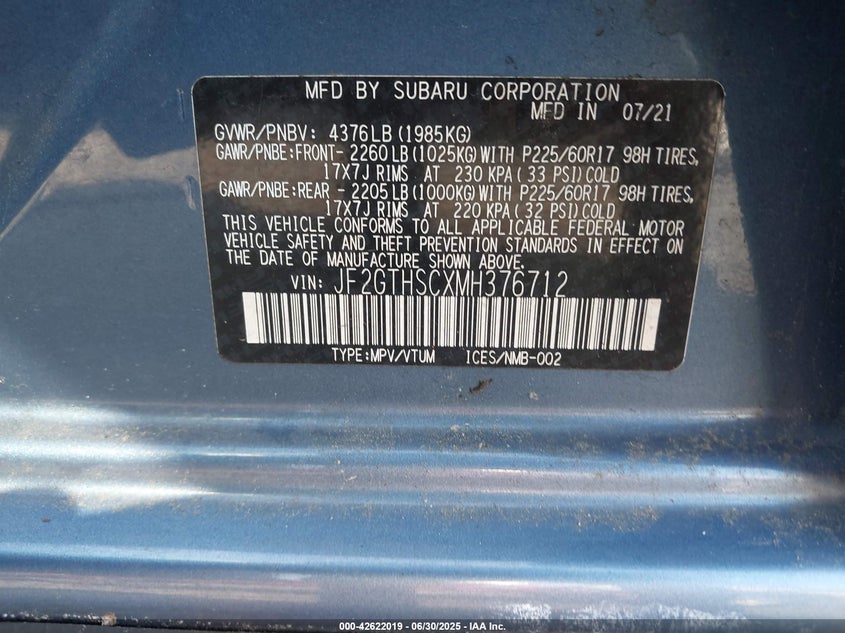 MFD BY SUBARU CORPORATION
MFD IN 07/21
GVWR/PNBV: 4376LB(1985KG)
GAWR/PNBE:FRONT- 2260LB(1025KG)WITH P225/60R17 98H TIRES,
17X7J RIMS AT 230 KPA(33 PSI)COLD
GAWR/PNBE:REAR - 2205LB(1000KG)WITH P225/60R17 98H TIRES,
17X7J RIMS AT 220 KPA(32 PSI)COLD
THIS VEHICLE CONFORMS TO ALL APPLICABLE FEDERAL MOTOR
VEHICLE SAFETY AND THEFT PREVENTION STANDARDS IN EFFECT ON
THE DATE OF MANUFACTURE SHOWN ABOVE.
VIN: JF2GTHSCXMH376712
TYPE:MPV/VTUM ICES/NMB-002
000-42622019 - 06/30/2025 - IAA Inc.